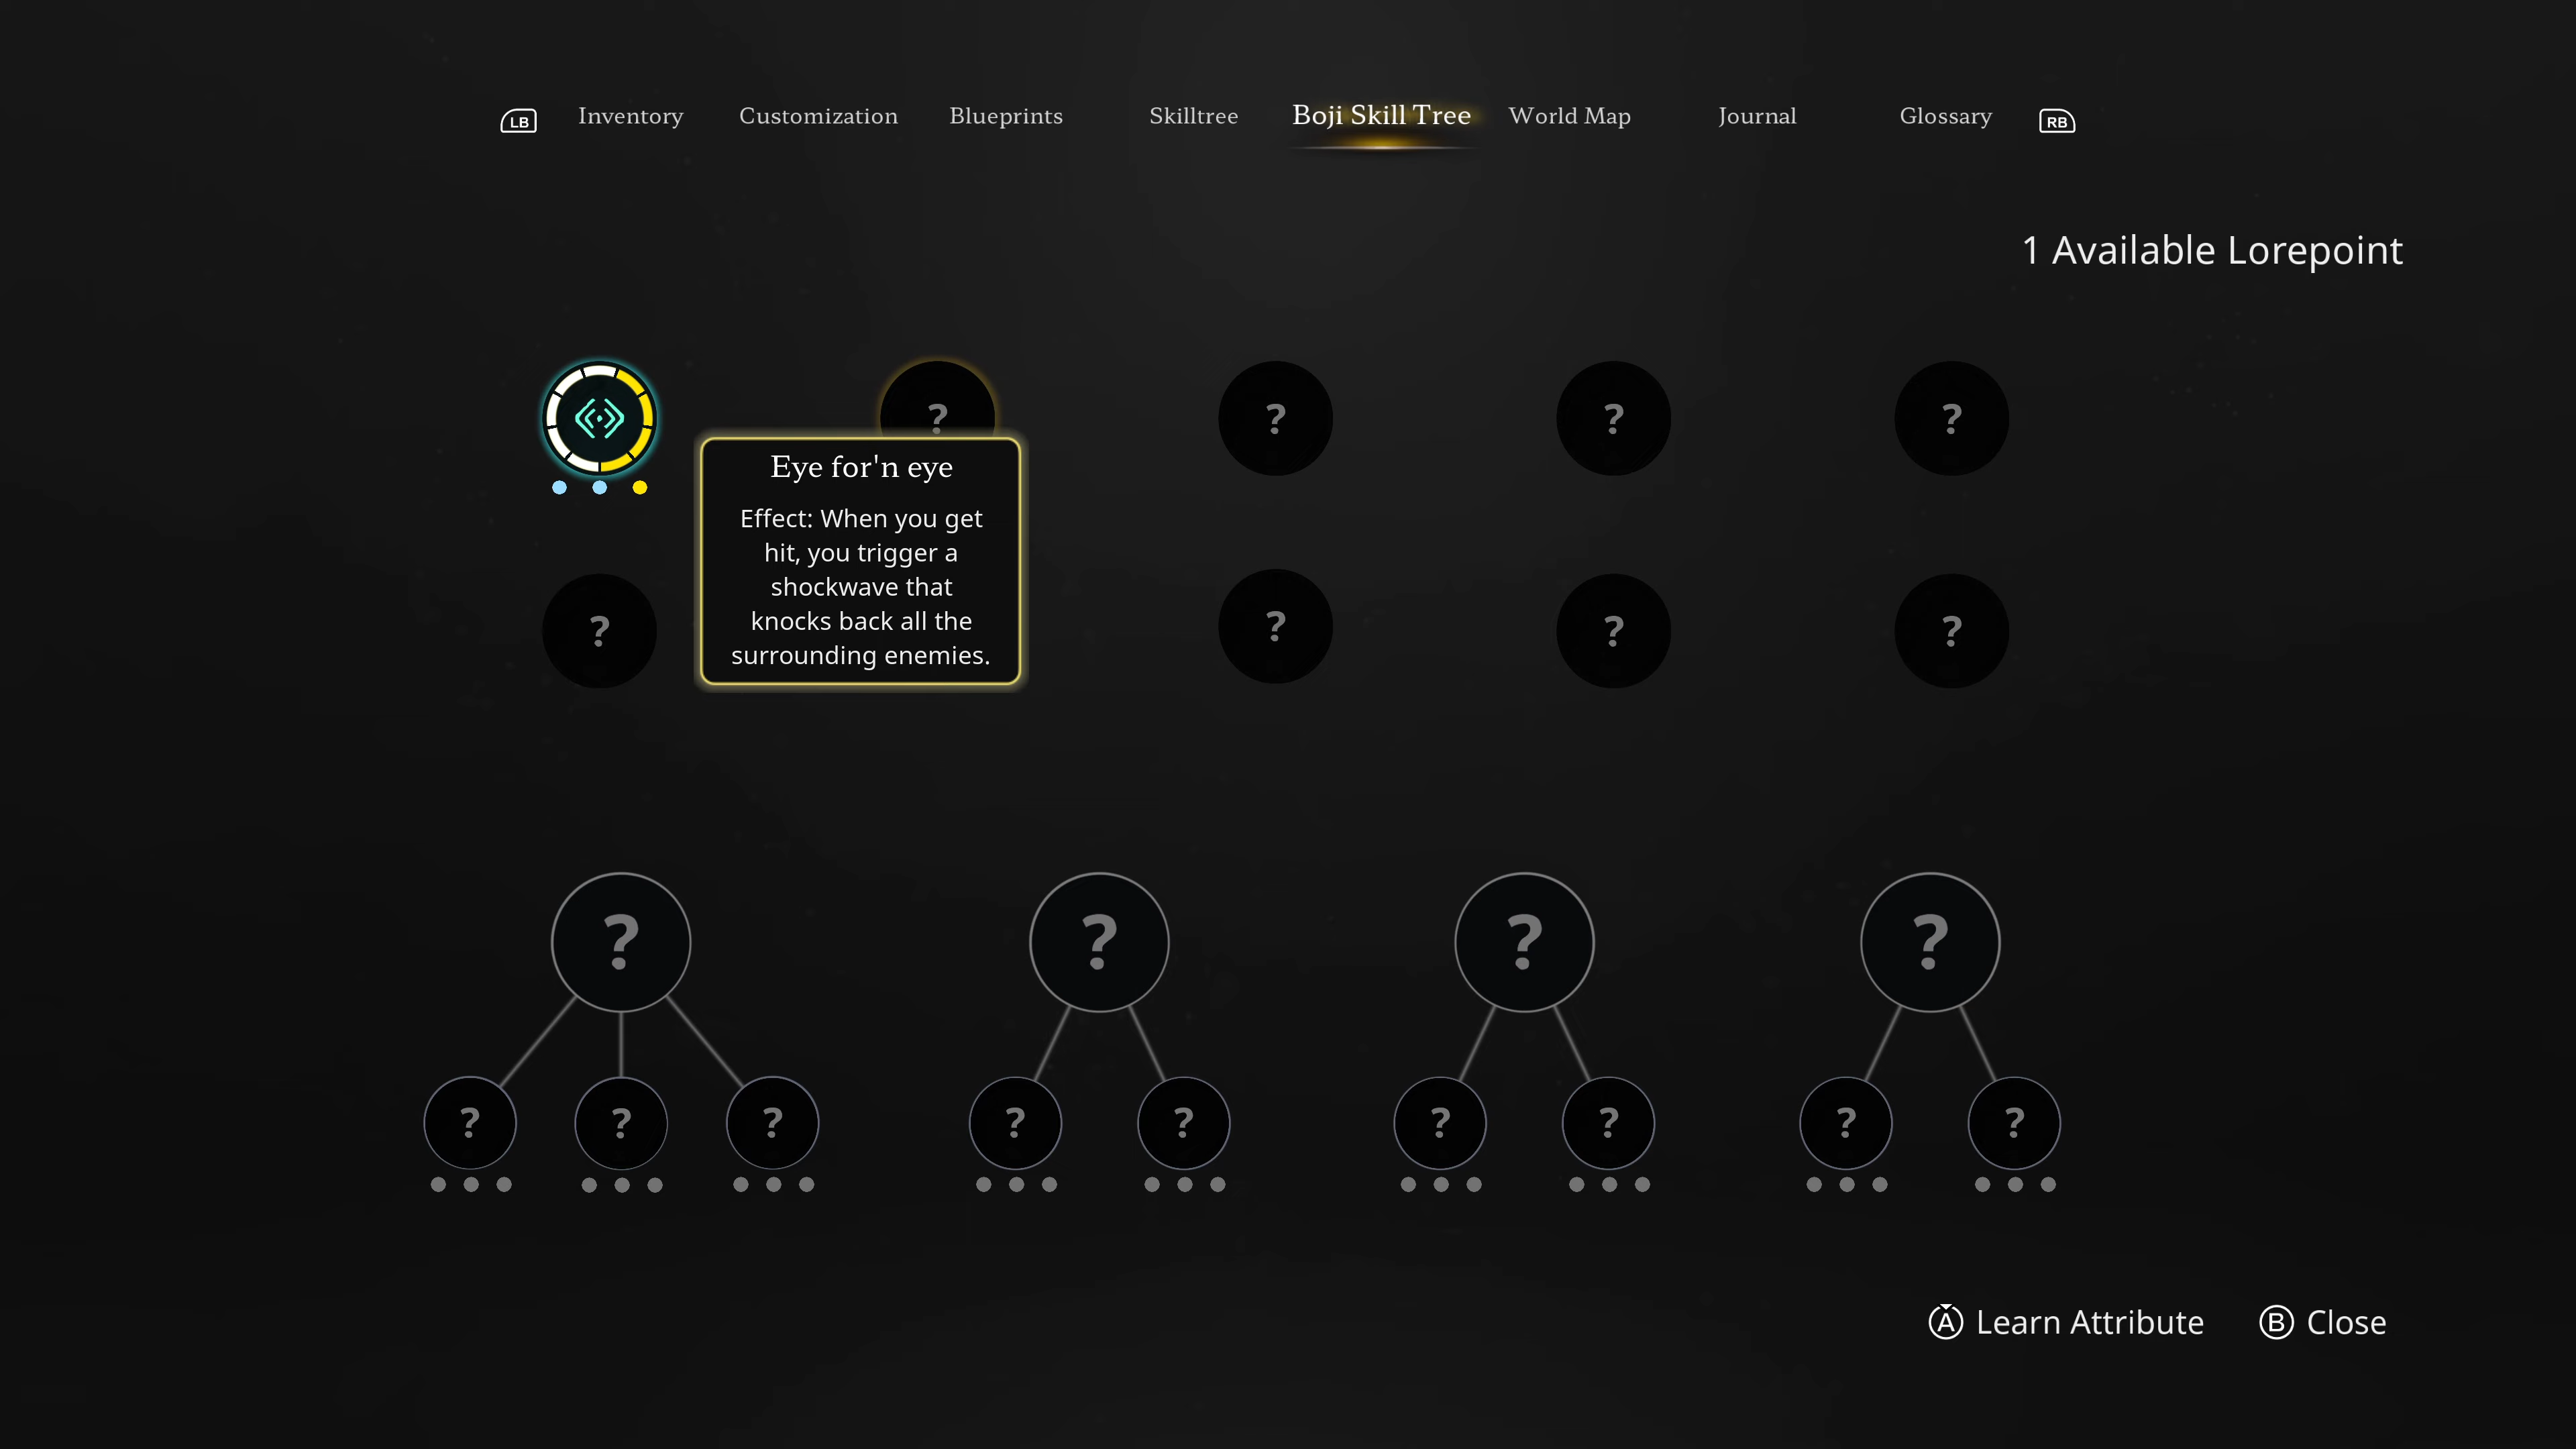 LB Inventory Customization Blueprints Skilltree Boji Skill Tree World Map Journal Glossary RB
1 Available Lorepoint
? ? ? ?
Eye for'n eye
Effect: When you get
hit, you trigger a
shockwave that
knocks back all the
surrounding enemies.
? ? ? ?
? ? ? ?
? ? ? ? ? ? ? ? ?
A Learn Attribute B Close